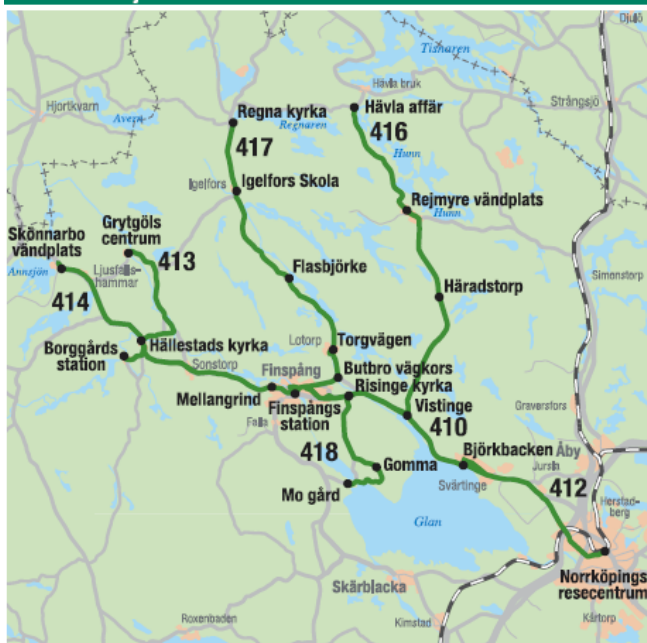 Djulö
Tisnaren
Hjortkvarn
Avern
Regna kyrka
Regnaren
417
Hävla bruk
Hävla affär
416
Hunn
Strångsjö
Igelfors
Igelfors Skola
Rejmyre vändplats
Hunn
Skönnarbo
vändplats
Annsjön
414
Grytgöls
centrum
413
Ljusfalls-
hammar
Flasbjörke
Häradstorp
Simonstorp
Borggårds
station
Hällestads kyrka
Sonstorp
Lotorp
Torgvägen
Finspång
Butbro vägkors
Risinge kyrka
Mellangrind
Finspångs
station
Falla
Vistinge
410
Graversfors
418
Gomma
Mo gård
Björkbacken
Åby
Jursla
Svärtinge
412
Glan
Herstad-
berg
Skärblacka
Norrköpings
resecentrum
Roxenbaden
Kimstad
Kårtorp